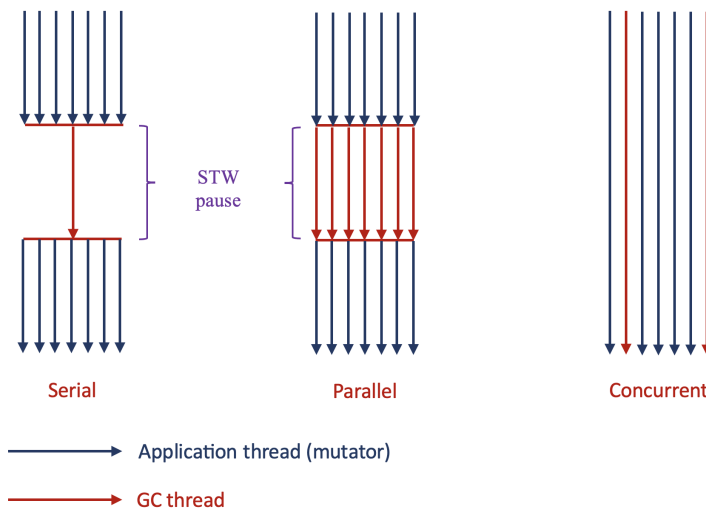 STW
pause
Serial
Parallel
Concurrent
Application thread (mutator)
GC thread